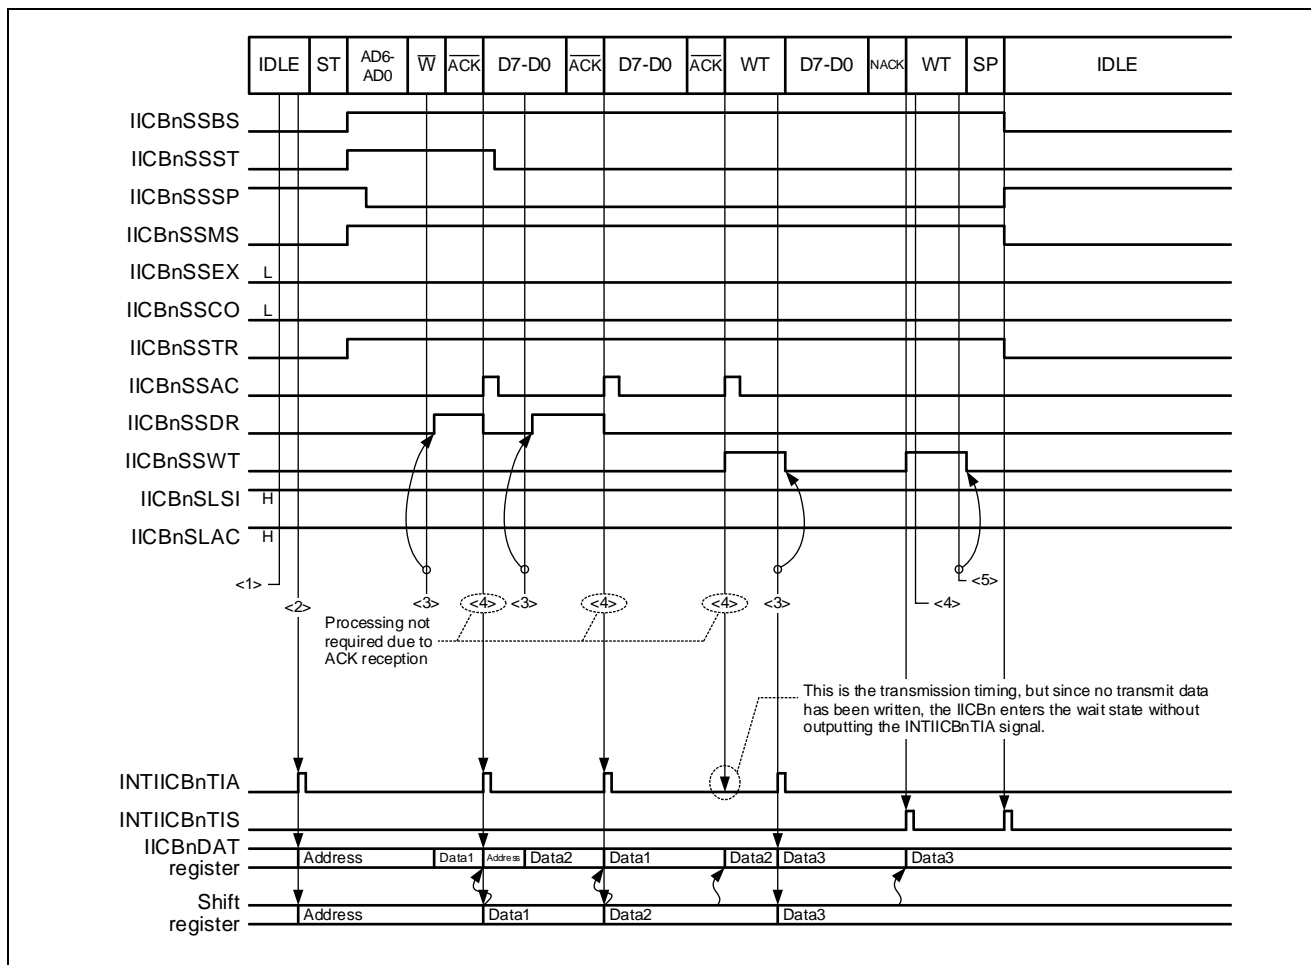 IDLE ST AD6- W ACK D7-D0 ACK D7-D0 ACK WT D7-D0 NACK WT SP IDLE
AD0
IICBnSSBS
IICBnSSST
IICBnSSSP
IICBnSSMS
IICBnSSEX L
IICBnSSCO L
IICBnSSTR
IICBnSSAC
IICBnSSDR
IICBnSSWT
IICBnSLSI H
IICBnSLAC H
<1> <5>
<2> <3> <4> <3> <4> <4> <3> <4>
Processing not
required due to
ACK reception
This is the transmission timing, but since no transmit data
has been written, the IICBn enters the wait state without
outputting the INTIICBnTIA signal.
INTIICBnTIA
INTIICBnTIS
IICBnDAT
register
Address Data1 Address Data2 Data1 Data2 Data3 Data3
Shift
register
Address Data1 Data2 Data3